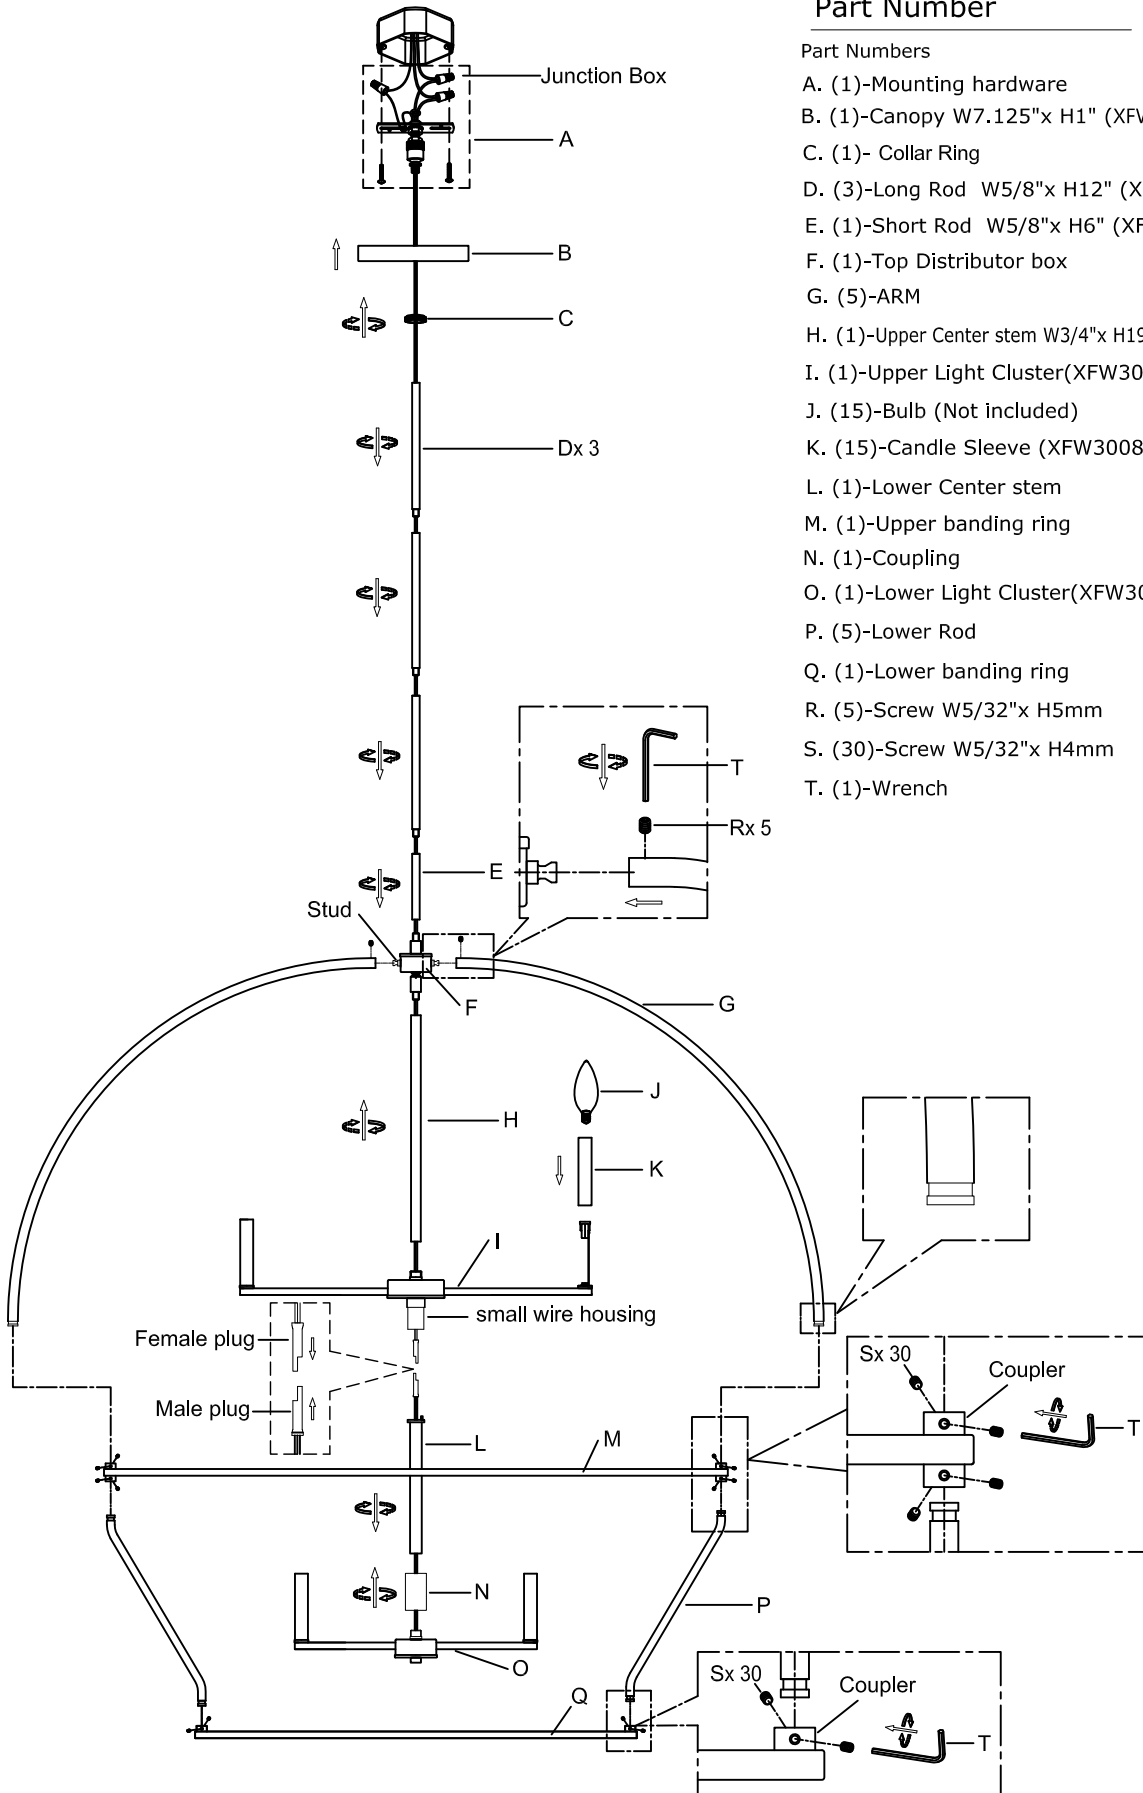 Part Number
Part Numbers
A. (1)-Mounting hardware
B. (1)-Canopy W7.125"x H1"
C. (1)- Collar Ring
D. (3)-Long Rod W5/8"x H12"
E. (1)-Short Rod W5/8"x H6"
F. (1)-Top Distributor box
G. (5)-ARM
H. (1)-Upper Center stem W3/4"x H19
I. (1)-Upper Light Cluster(XFW30
J. (15)-Bulb (Not included)
K. (15)-Candle Sleeve (XFW3008
L. (1)-Lower Center stem
M. (1)-Upper banding ring
N. (1)-Coupling
O. (1)-Lower Light Cluster(XFW30
P. (5)-Lower Rod
Q. (1)-Lower banding ring
R. (5)-Screw W5/32"x H5mm
S. (30)-Screw W5/32"x H4mm
T. (1)-Wrench
Junction Box
A
B
C
Dx 3
T
Rx 5
E
Stud
F
G
J
H
K
I
small wire housing
Female plug
Male plug
L
M
Sx 30
Coupler
T
N
P
O
Q
Sx 30
Coupler
T